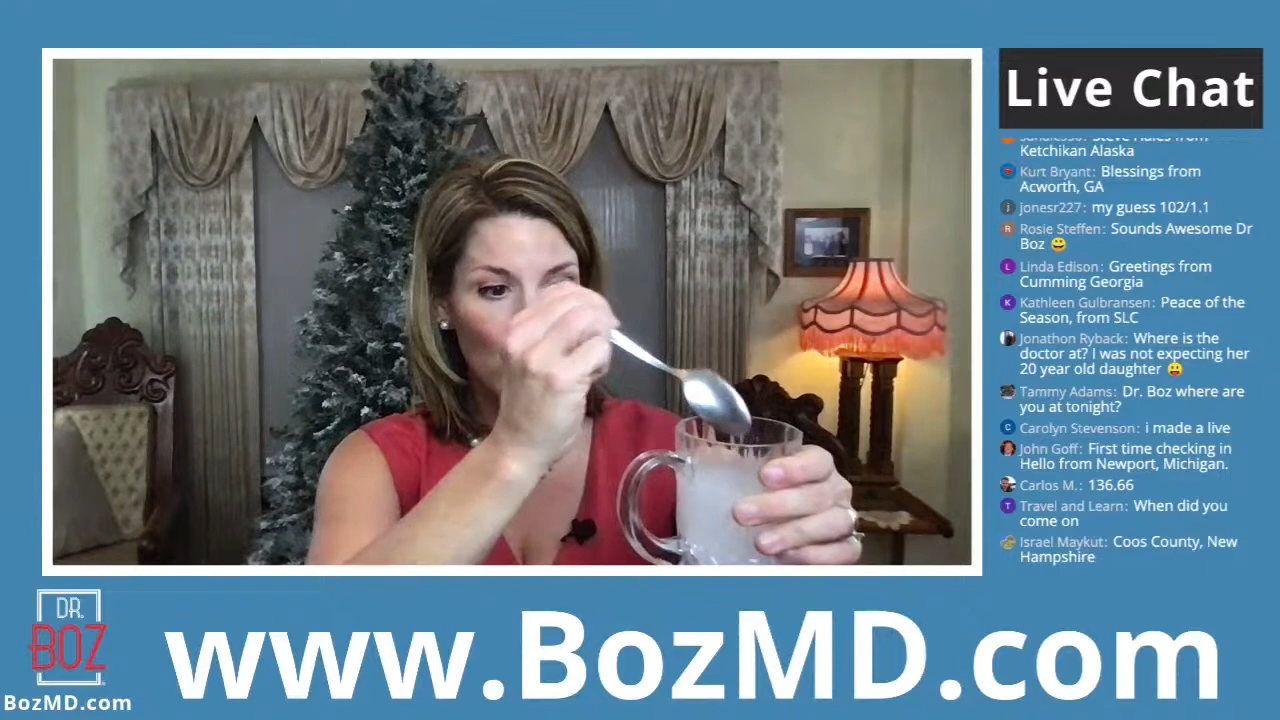 Live Chat
Ketchikan Alaska
Kurt Bryant: Blessings from
Acworth, GA
jonesr227: my guess 102/1.1
Rosie Steffen: Sounds Awesome Dr
Boz 😀
Linda Edison: Greetings from
Cumming Georgia
Kathleen Gulbransen: Peace of the
Season, from SLC
Jonathon Ryback: Where is the
doctor at? I was not expecting her
20 year old daughter 😛
Tammy Adams: Dr. Boz where are
you at tonight?
Carolyn Stevenson: i made a live
John Goff: First time checking in
Hello from Newport, Michigan.
Carlos M.: 136.66
Travel and Learn: When did you
come on
Israel Maykut: Coos County, New
Hampshire
DR.
BOZ
BozMD.com
www.BozMD.com